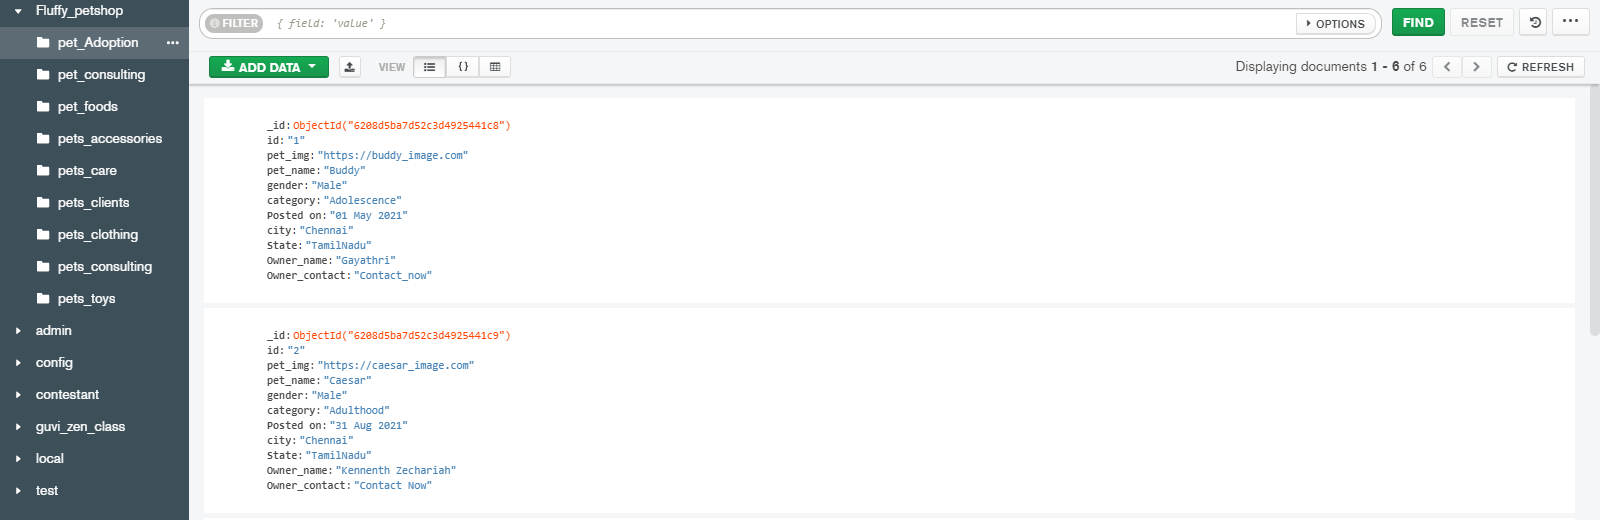 Fluffy_petshop
pet_Adoption
pet_consulting
pet_foods
pets_accessories
pets_care
pets_clients
pets_clothing
pets_consulting
pets_toys
admin
config
contestant
guvi_zen_class
local
test
FILTER { field: 'value' } OPTIONS FIND RESET
ADD DATA VIEW {} Displaying documents 1 - 6 of 6 REFRESH
_id: ObjectId("6208d5ba7d52c3d4925441c8")
id: "1"
pet_img: "https://buddy_image.com"
pet_name: "Buddy"
gender: "Male"
category: "Adolescence"
Posted on: "01 May 2021"
city: "Chennai"
State: "TamilNadu"
Owner_name: "Gayathri"
Owner_contact: "Contact_now"
_id: ObjectId("6208d5ba7d52c3d4925441c9")
id: "2"
pet_img: "https://caesar_image.com"
pet_name: "Caesar"
gender: "Male"
category: "Adulthood"
Posted on: "31 Aug 2021"
city: "Chennai"
State: "TamilNadu"
Owner_name: "Kennenth Zechariah"
Owner_contact: "Contact Now"